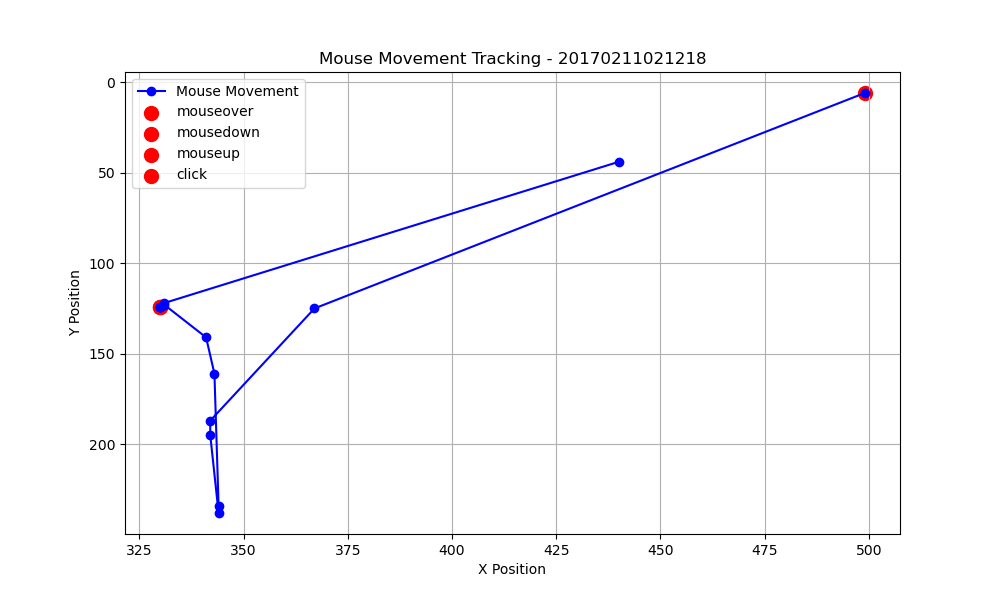 Mouse Movement Tracking - 20170211021218
Mouse Movement
mouseover
mousedown
mouseup
click
0
50
100
150
200
Y Position
325
350
375
400
425
450
475
500
X Position